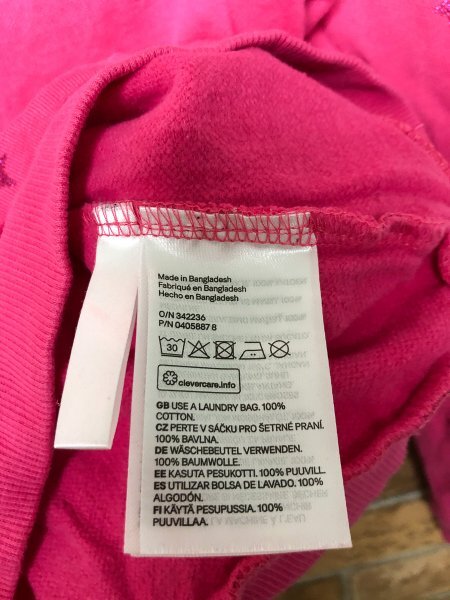 Made in Bangladesh
Fabriqué en Bangladesh
Hecho en Bangladesh
O/N 342236
P/N 0405887 8
30
clevercare.info
GB USE A LAUNDRY BAG. 100%
COTTON.
CZ PERTE V SÁČKU PRO ŠETRNÉ PRANÍ.
100% BAVLNA.
DE WÄSCHEBEUTEL VERWENDEN.
100% BAUMWOLLE.
EE KASUTA PESUKOTTI. 100% PUUVILL.
ES UTILIZAR BOLSA DE LAVADO. 100%
ALGODÓN.
FI KÄYTÄ PESUPUSSIA. 100%
PUUVILLAA.